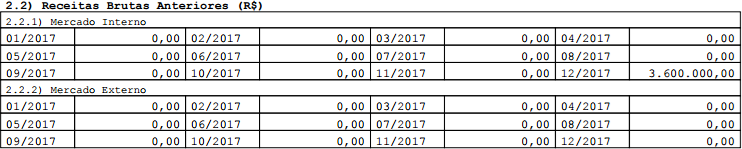 2.2) Receitas Brutas Anteriores (R$)
2.2.1) Mercado Interno
01/2017 0,00 02/2017 0,00 03/2017 0,00 04/2017 0,00
05/2017 0,00 06/2017 0,00 07/2017 0,00 08/2017 0,00
09/2017 0,00 10/2017 0,00 11/2017 0,00 12/2017 3.600.000,00
2.2.2) Mercado Externo
01/2017 0,00 02/2017 0,00 03/2017 0,00 04/2017 0,00
05/2017 0,00 06/2017 0,00 07/2017 0,00 08/2017 0,00
09/2017 0,00 10/2017 0,00 11/2017 0,00 12/2017 0,00